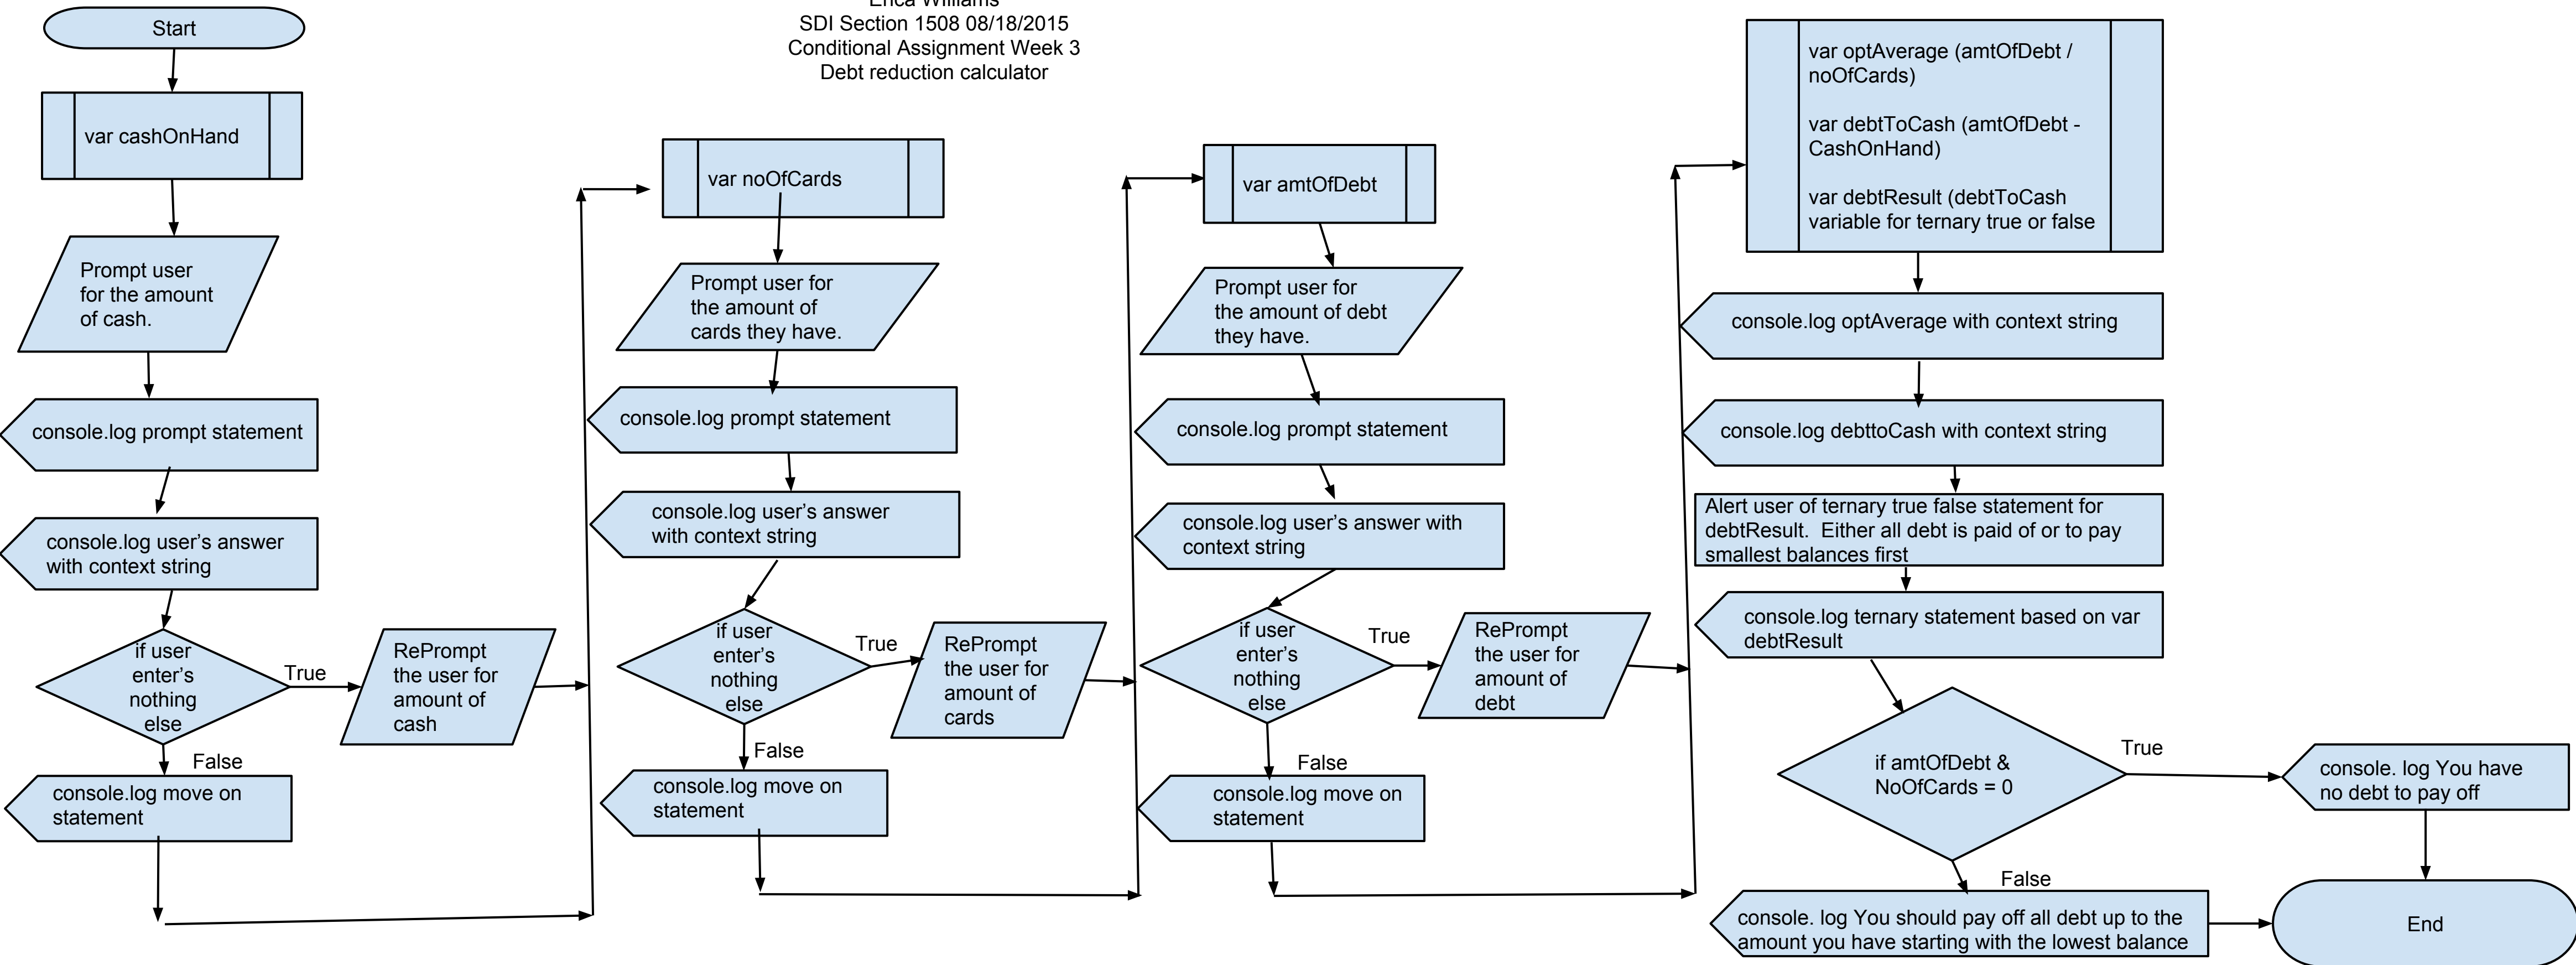 Erica Williams
SDI Section 1508 08/18/2015
Conditional Assignment Week 3
Debt reduction calculator
Start
var cashOnHand
Prompt user
for the amount
of cash.
console.log prompt statement
console.log user’s answer
with context string
if user
enter’s
nothing
else
True
RePrompt
the user for
amount of
cash
False
console.log move on
statement
var noOfCards
Prompt user for
the amount of
cards they have.
console.log prompt statement
console.log user’s answer
with context string
if user
enter’s
nothing
else
True
RePrompt
the user for
amount of
cards
False
console.log move on
statement
var amtOfDebt
Prompt user for
the amount of debt
they have.
console.log prompt statement
console.log user’s answer with
context string
if user
enter’s
nothing
else
True
RePrompt
the user for
amount of
debt
False
console.log move on
statement
var optAverage (amtOfDebt /
noOfCards)
var debtToCash (amtOfDebt -
CashOnHand)
var debtResult (debtToCash
variable for ternary true or false
console.log optAverage with context string
console.log debttoCash with context string
Alert user of ternary true false statement for
debtResult.  Either all debt is paid of or to pay
smallest balances first
console.log ternary statement based on var
debtResult
if amtOfDebt &
NoOfCards = 0
True
console. log You have
no debt to pay off
False
console. log You should pay off all debt up to the
amount you have starting with the lowest balance
End